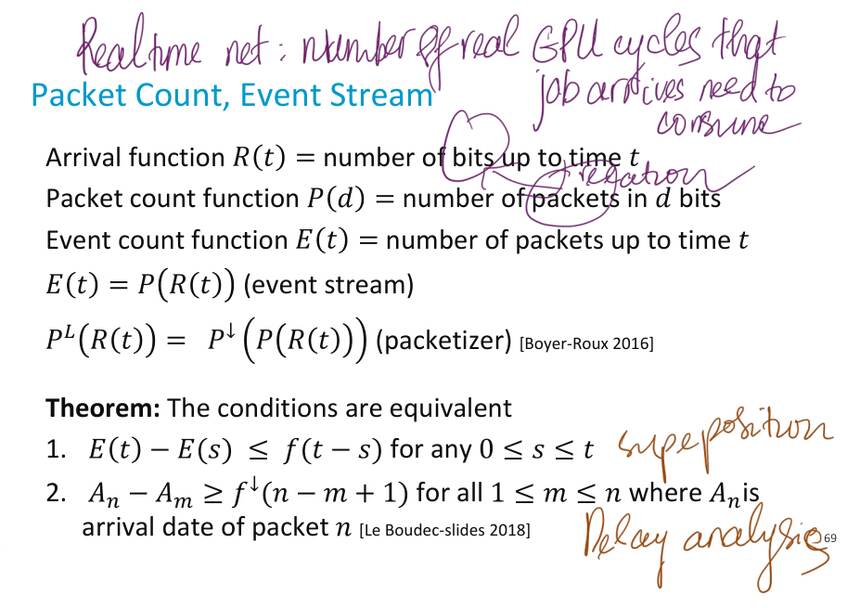 Realtime net: number of real GPU cycles that
job arrives need to
consume
Packet Count, Event Stream
Arrival function R(t) = number of bits up to time t
Packet count function P(d) = number of packets in d bits
Event count function E(t) = number of packets up to time t
E(t) = P(R(t)) (event stream)
P^L(R(t)) = P^↓(P(R(t))) (packetizer) [Boyer-Roux 2016]
Theorem: The conditions are equivalent
1. E(t) − E(s) ≤ f(t − s) for any 0 ≤ s ≤ t
supeposition
2. A_n − A_m ≥ f^↓(n − m + 1) for all 1 ≤ m ≤ n where A_n is
arrival date of packet n [Le Boudec-slides 2018]
Delay analysis
69